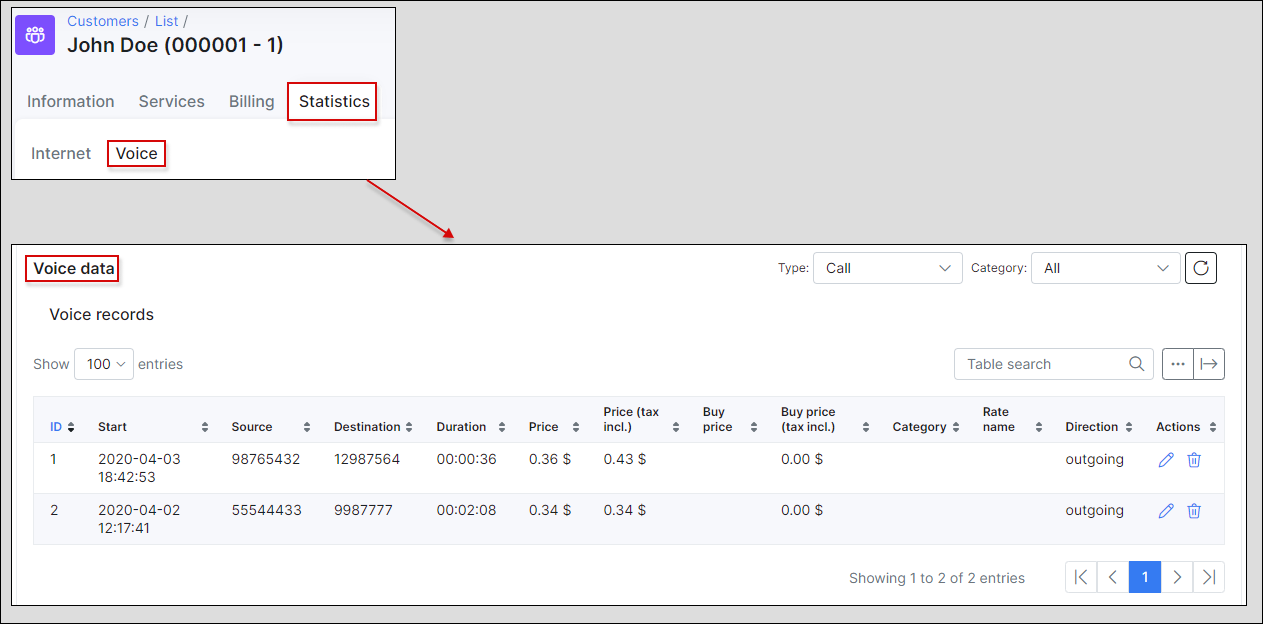 Customers / List /
John Doe (000001 - 1)
Information Services Billing Statistics
Internet Voice
Voice data Type: Call Category: All
Voice records
Show 100 entries Table search
ID Start Source Destination Duration Price Price (tax incl.) Buy price Buy price (tax incl.) Category Rate name Direction Actions
1 2020-04-03 98765432 12987564 00:00:36 0.36 $ 0.43 $ 0.00 $ outgoing
18:42:53
2 2020-04-02 55544433 9987777 00:02:08 0.34 $ 0.34 $ 0.00 $ outgoing
12:17:41
Showing 1 to 2 of 2 entries 1